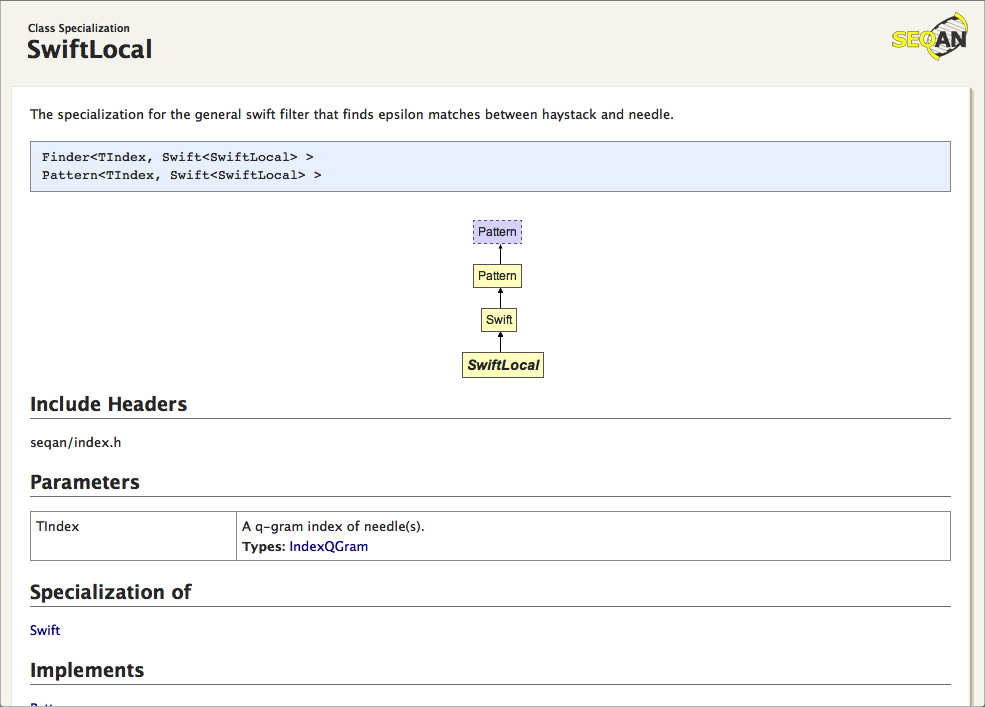 Class Specialization
SwiftLocal
SEQAN
The specialization for the general swift filter that finds epsilon matches between haystack and needle.
Finder<TIndex, Swift<SwiftLocal> >
Pattern<TIndex, Swift<SwiftLocal> >
Pattern
Pattern
Swift
SwiftLocal
Include Headers
seqan/index.h
Parameters
TIndex
A q-gram index of needle(s).
Types: IndexQGram
Specialization of
Swift
Implements